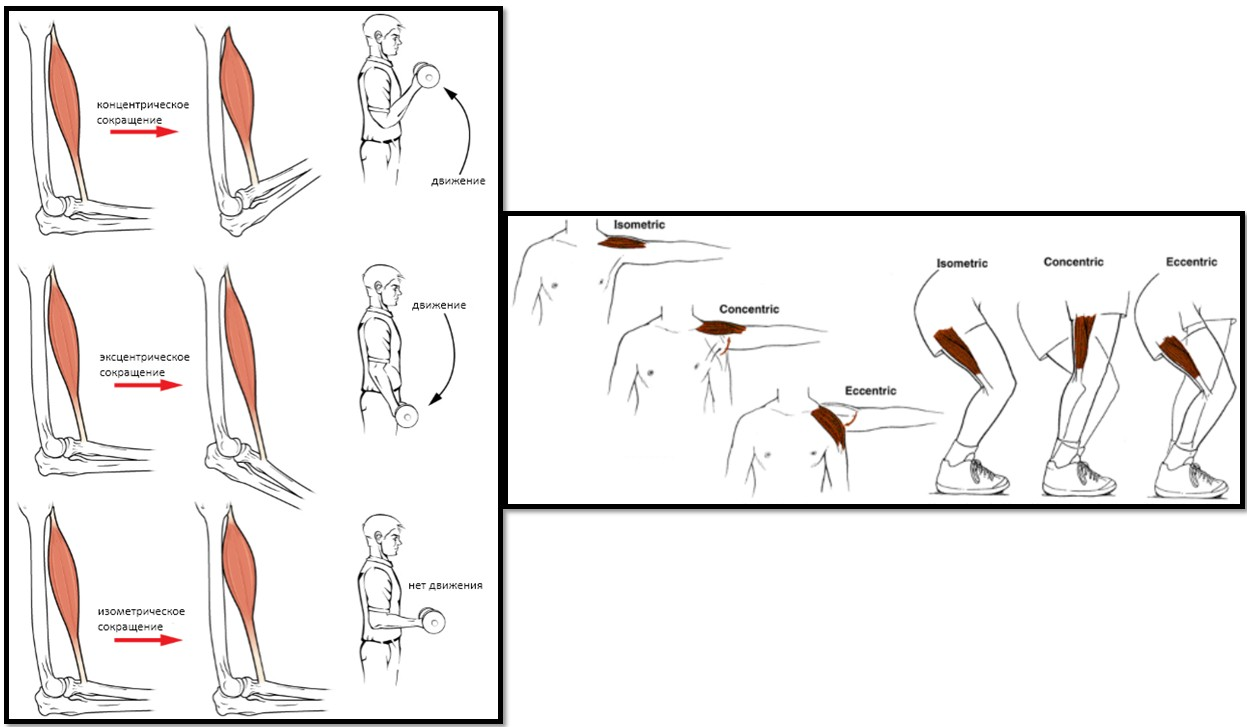 концентрическое
сокращение
движение
эксцентрическое
сокращение
движение
изометрическое
сокращение
нет движения
Isometric
Concentric
Eccentric
Isometric
Concentric
Eccentric